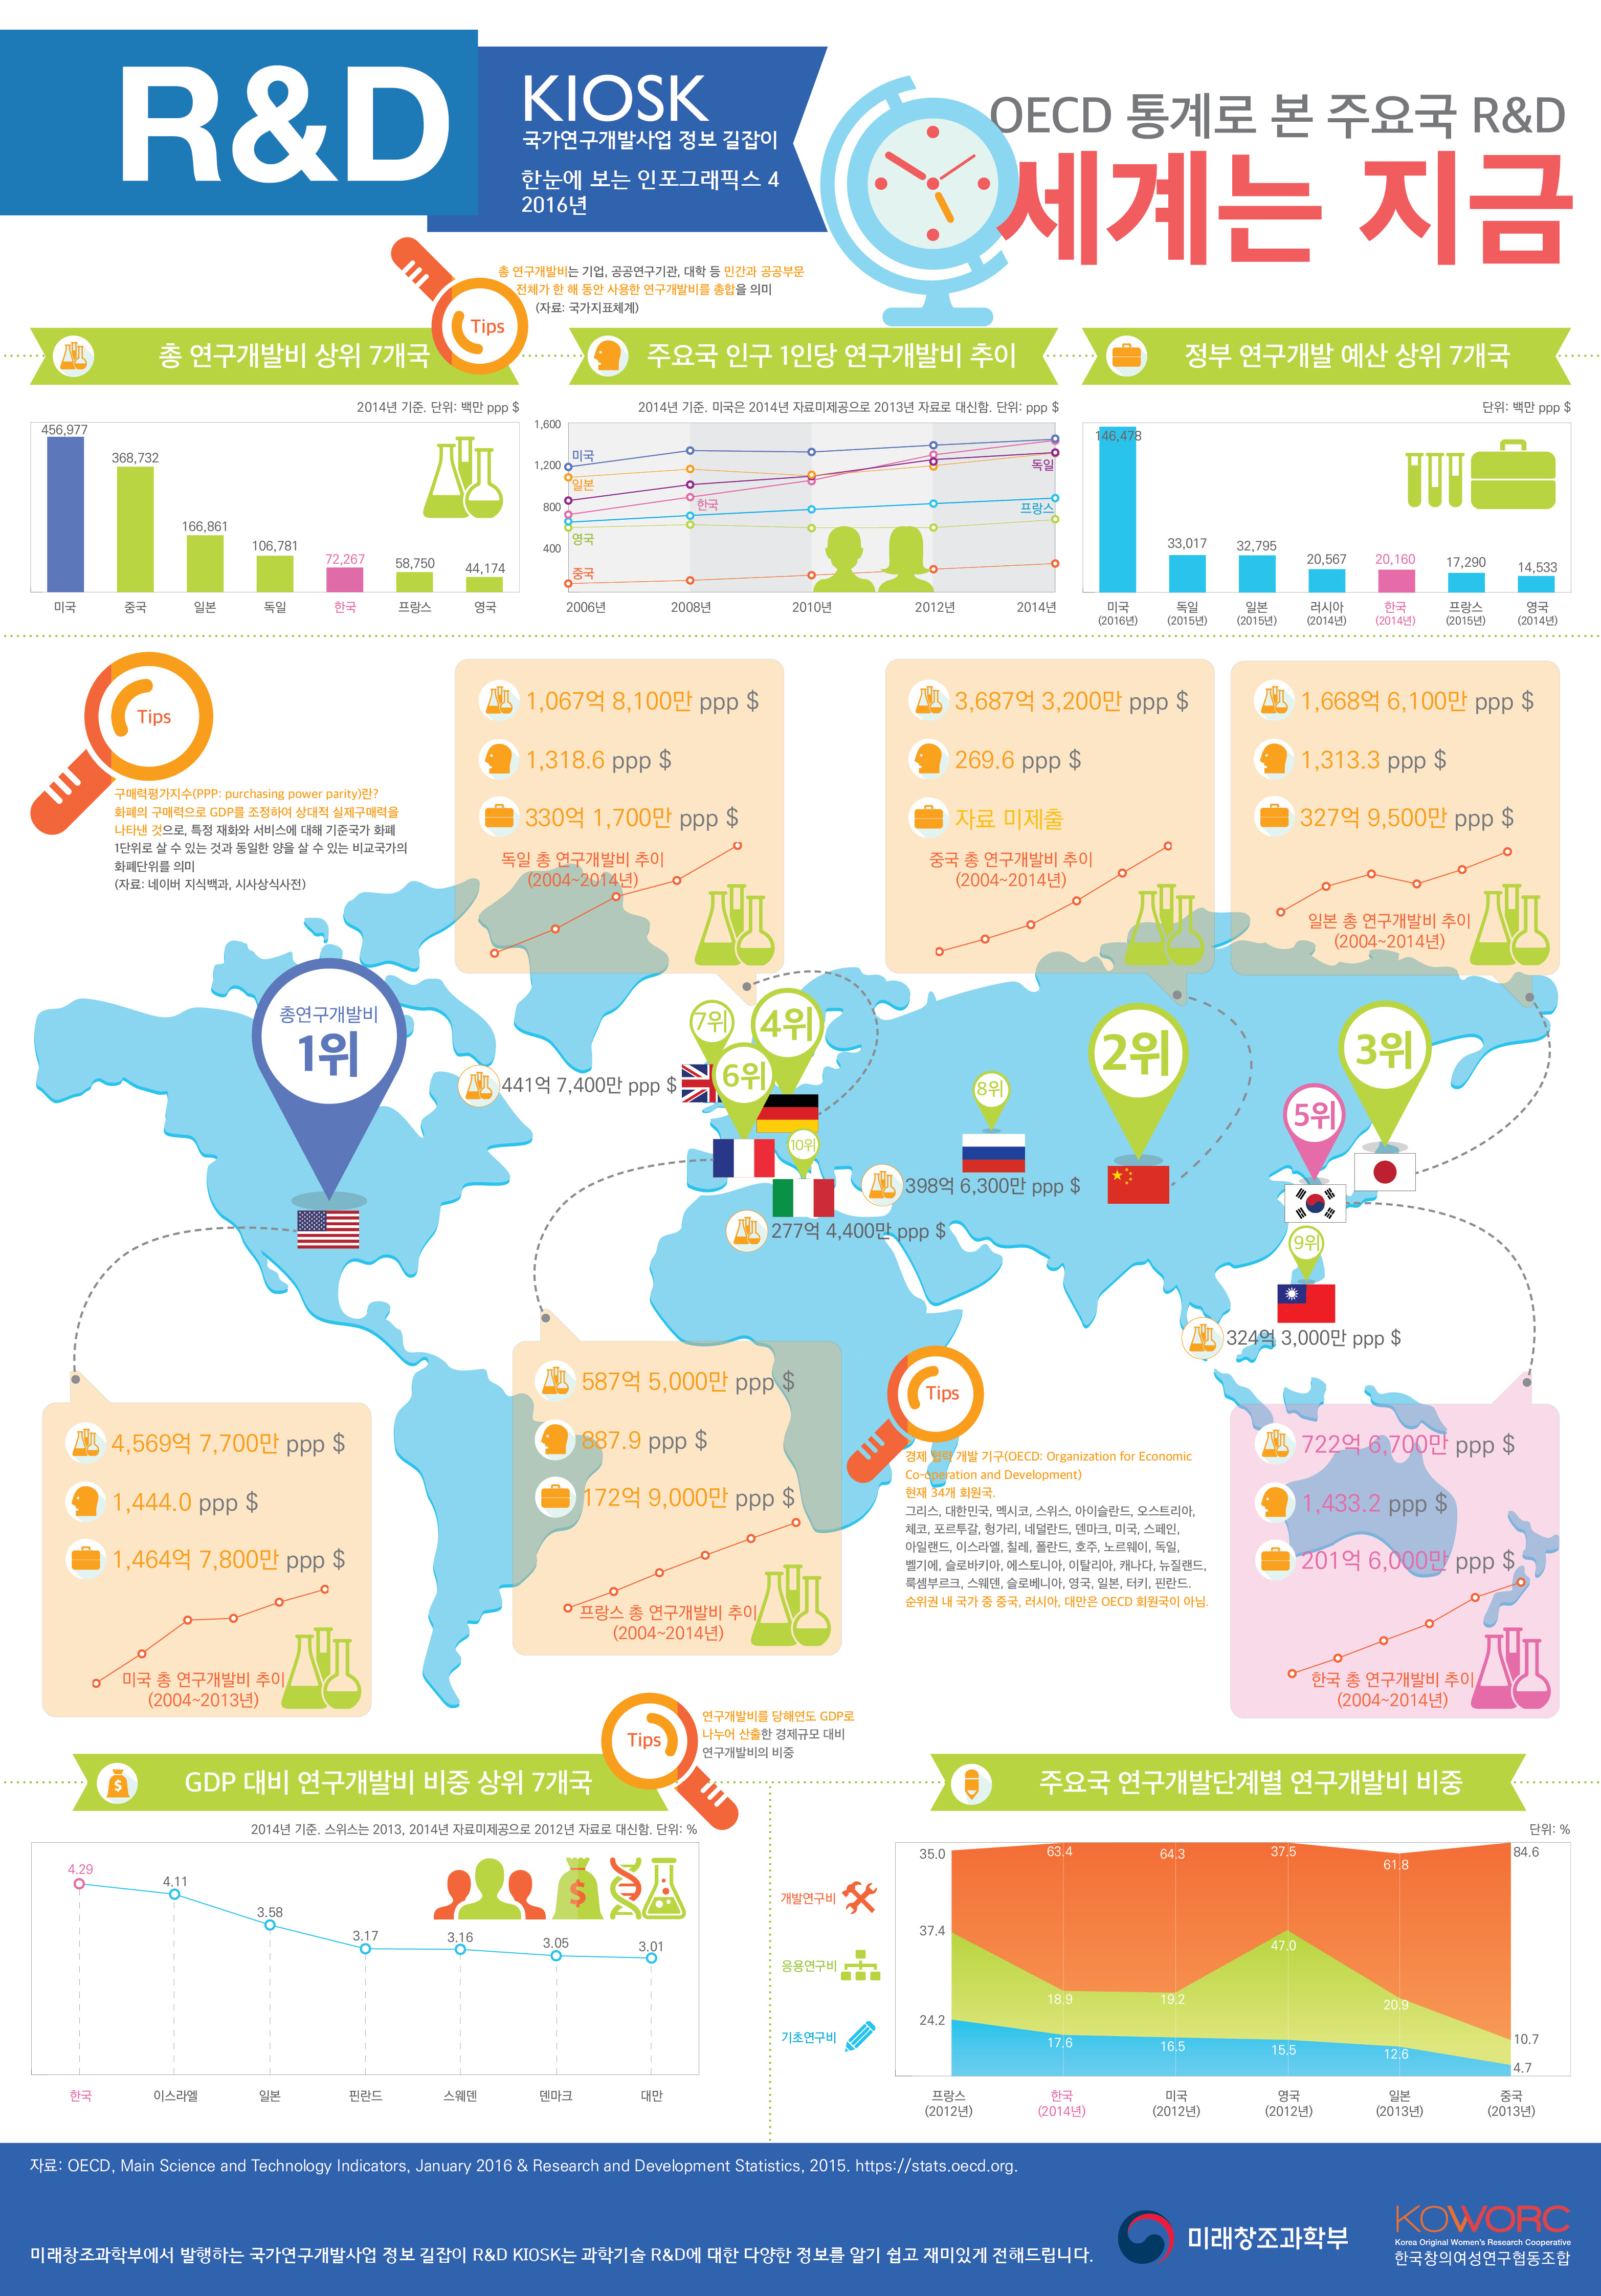 R&D
KIOSK
국가연구개발사업 정보 길잡이
한눈에 보는 인포그래픽스 4
2016년
OECD 통계로 본 주요국 R&D
세계는 지금
총 연구개발비는 기업, 공공연구기관, 대학 등 민간과 공공부문
전체가 한 해 동안 사용한 연구개발비를 총합을 의미
(자료: 국가지표체계)
Tips
총 연구개발비 상위 7개국
2014년 기준. 단위: 백만 ppp $
456,977
368,732
166,861
106,781
72,267
58,750
44,174
미국
중국
일본
독일
한국
프랑스
영국
주요국 인구 1인당 연구개발비 추이
2014년 기준. 미국은 2014년 자료미제공으로 2013년 자료로 대신함. 단위: ppp $
1,600
1,200
800
400
미국
일본
한국
영국
중국
독일
프랑스
2006년
2008년
2010년
2012년
2014년
정부 연구개발 예산 상위 7개국
단위: 백만 ppp $
146,478
33,017
32,795
20,567
20,160
17,290
14,533
미국
(2016년)
독일
(2015년)
일본
(2015년)
러시아
(2014년)
한국
(2014년)
프랑스
(2015년)
영국
(2014년)
Tips
구매력평가지수(PPP: purchasing power parity)란?
화폐의 구매력으로 GDP를 조정하여 상대적 실제구매력을
나타낸 것으로, 특정 재화와 서비스에 대해 기준국가 화폐
1단위로 살 수 있는 것과 동일한 양을 살 수 있는 비교국가의
화폐단위를 의미
(자료: 네이버 지식백과, 시사상식사전)
1,067억 8,100만 ppp $
1,318.6 ppp $
330억 1,700만 ppp $
독일 총 연구개발비 추이
(2004~2014년)
3,687억 3,200만 ppp $
269.6 ppp $
자료 미제출
중국 총 연구개발비 추이
(2004~2014년)
1,668억 6,100만 ppp $
1,313.3 ppp $
327억 9,500만 ppp $
일본 총 연구개발비 추이
(2004~2014년)
총연구개발비
1위
7위
4위
6위
10위
8위
2위
3위
5위
9위
441억 7,400만 ppp $
398억 6,300만 ppp $
277억 4,400만 ppp $
324억 3,000만 ppp $
4,569억 7,700만 ppp $
1,444.0 ppp $
1,464억 7,800만 ppp $
미국 총 연구개발비 추이
(2004~2013년)
587억 5,000만 ppp $
887.9 ppp $
172억 9,000만 ppp $
프랑스 총 연구개발비 추이
(2004~2014년)
Tips
경제 협력 개발 기구(OECD: Organization for Economic
Co-operation and Development)
현재 34개 회원국.
그리스, 대한민국, 멕시코, 스위스, 아이슬란드, 오스트리아,
체코, 포르투갈, 헝가리, 네덜란드, 덴마크, 미국, 스페인,
아일랜드, 이스라엘, 칠레, 폴란드, 호주, 노르웨이, 독일,
벨기에, 슬로바키아, 에스토니아, 이탈리아, 캐나다, 뉴질랜드,
룩셈부르크, 스웨덴, 슬로베니아, 영국, 일본, 터키, 핀란드.
순위권 내 국가 중 중국, 러시아, 대만은 OECD 회원국이 아님.
722억 6,700만 ppp $
1,433.2 ppp $
201억 6,000만 ppp $
한국 총 연구개발비 추이
(2004~2014년)
Tips
연구개발비를 당해연도 GDP로
나누어 산출한 경제규모 대비
연구개발비의 비중
GDP 대비 연구개발비 비중 상위 7개국
2014년 기준. 스위스는 2013, 2014년 자료미제공으로 2012년 자료로 대신함. 단위: %
4.29
4.11
3.58
3.17
3.16
3.05
3.01
한국
이스라엘
일본
핀란드
스웨덴
덴마크
대만
주요국 연구개발단계별 연구개발비 비중
단위: %
개발연구비
응용연구비
기초연구비
35.0
63.4
64.3
37.5
61.8
84.6
37.4
18.9
19.2
47.0
20.9
10.7
24.2
17.6
16.5
15.5
12.6
4.7
프랑스
(2012년)
한국
(2014년)
미국
(2012년)
영국
(2012년)
일본
(2013년)
중국
(2013년)
자료: OECD, Main Science and Technology Indicators, January 2016 & Research and Development Statistics, 2015. https://stats.oecd.org.
미래창조과학부에서 발행하는 국가연구개발사업 정보 길잡이 R&D KIOSK는 과학기술 R&D에 대한 다양한 정보를 알기 쉽고 재미있게 전해드립니다.
미래창조과학부
KOWORC
Korea Original Women's Research Cooperative
한국창의여성연구협동조합